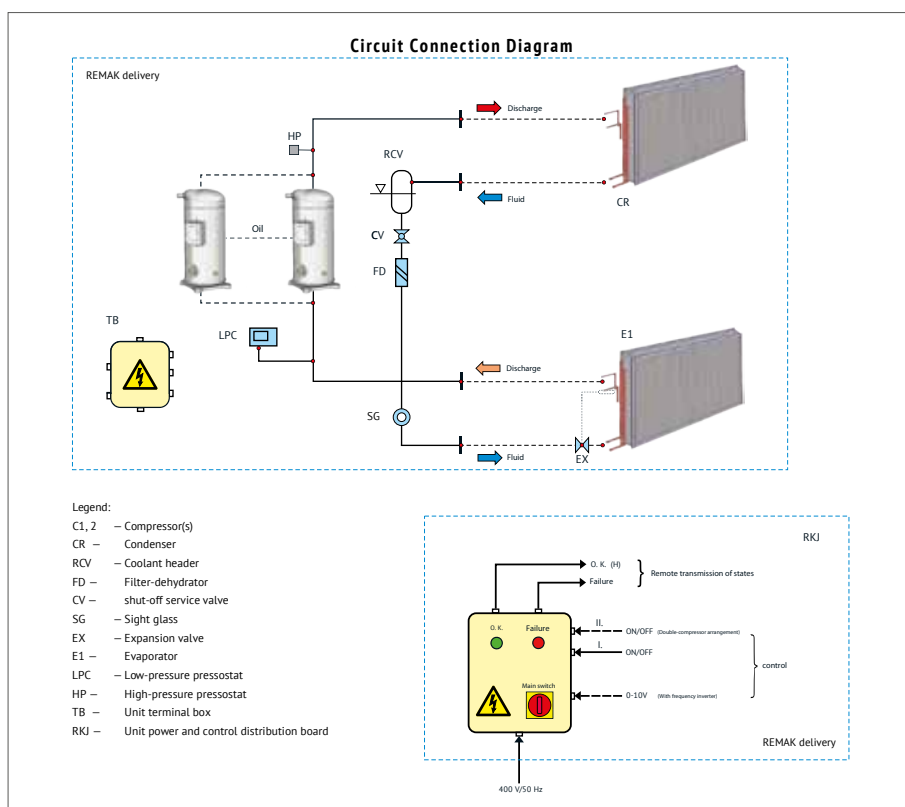 Circuit Connection Diagram
REMAK delivery
Discharge
HP
RCV
Fluid
CR
Oil
CV
FD
TB
LPC
E1
Discharge
SG
Fluid
EX
Legend:
C1, 2 – Compressor(s)
CR – Condenser
RCV – Coolant header
FD – Filter-dehydrator
CV – shut-off service valve
SG – Sight glass
EX – Expansion valve
E1 – Evaporator
LPC – Low-pressure pressostat
HP – High-pressure pressostat
TB – Unit terminal box
RKJ – Unit power and control distribution board
RKJ
O. K. (H)
Failure
Remote transmission of states
O. K.
Failure
II.
ON/OFF (Double-compressor arrangement)
I.
ON/OFF
control
Main switch
0-10V (With frequency inverter)
REMAK delivery
400 V/50 Hz